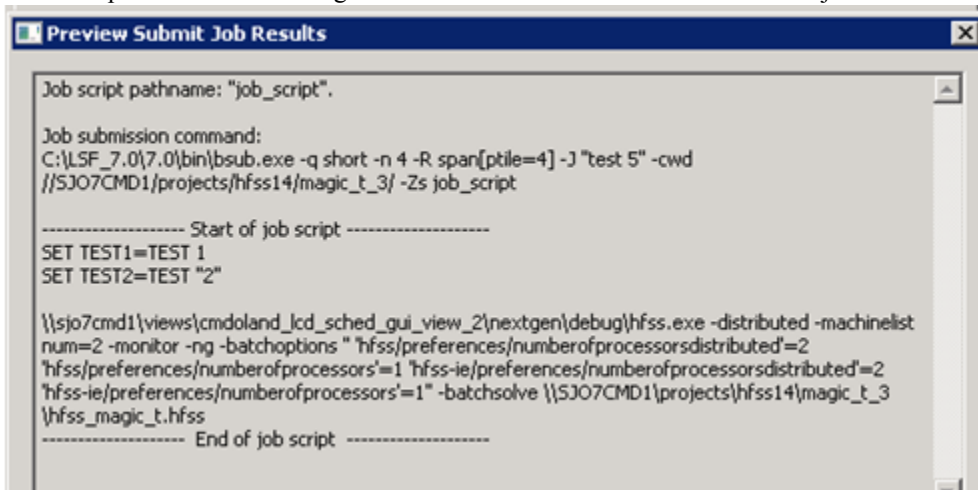 Preview Submit Job Results
Job script pathname: "job_script".
Job submission command:
C:\LSF_7.0\7.0\bin\bsub.exe -q short -n 4 -R span[ptile=4] -J "test 5" -cwd
//SJO7CMD1/projects/hfss14/magic_t_3/ -Zs job_script
-------------------- Start of job script --------------------
SET TEST1=TEST 1
SET TEST2=TEST "2"
\\sjo7cmd1\views\cmdoland_lcd_sched_gui_view_2\nextgen\debug\hfss.exe -distributed -machinelist
num=2 -monitor -ng -batchoptions " 'hfss/preferences/numberofprocessorsdistributed'=2
'hfss/preferences/numberofprocessors'=1 'hfss-ie/preferences/numberofprocessorsdistributed'=2
'hfss-ie/preferences/numberofprocessors'=1" -batchsolve \\SJO7CMD1\projects\hfss14\magic_t_3
\hfss_magic_t.hfss
-------------------- End of job script --------------------